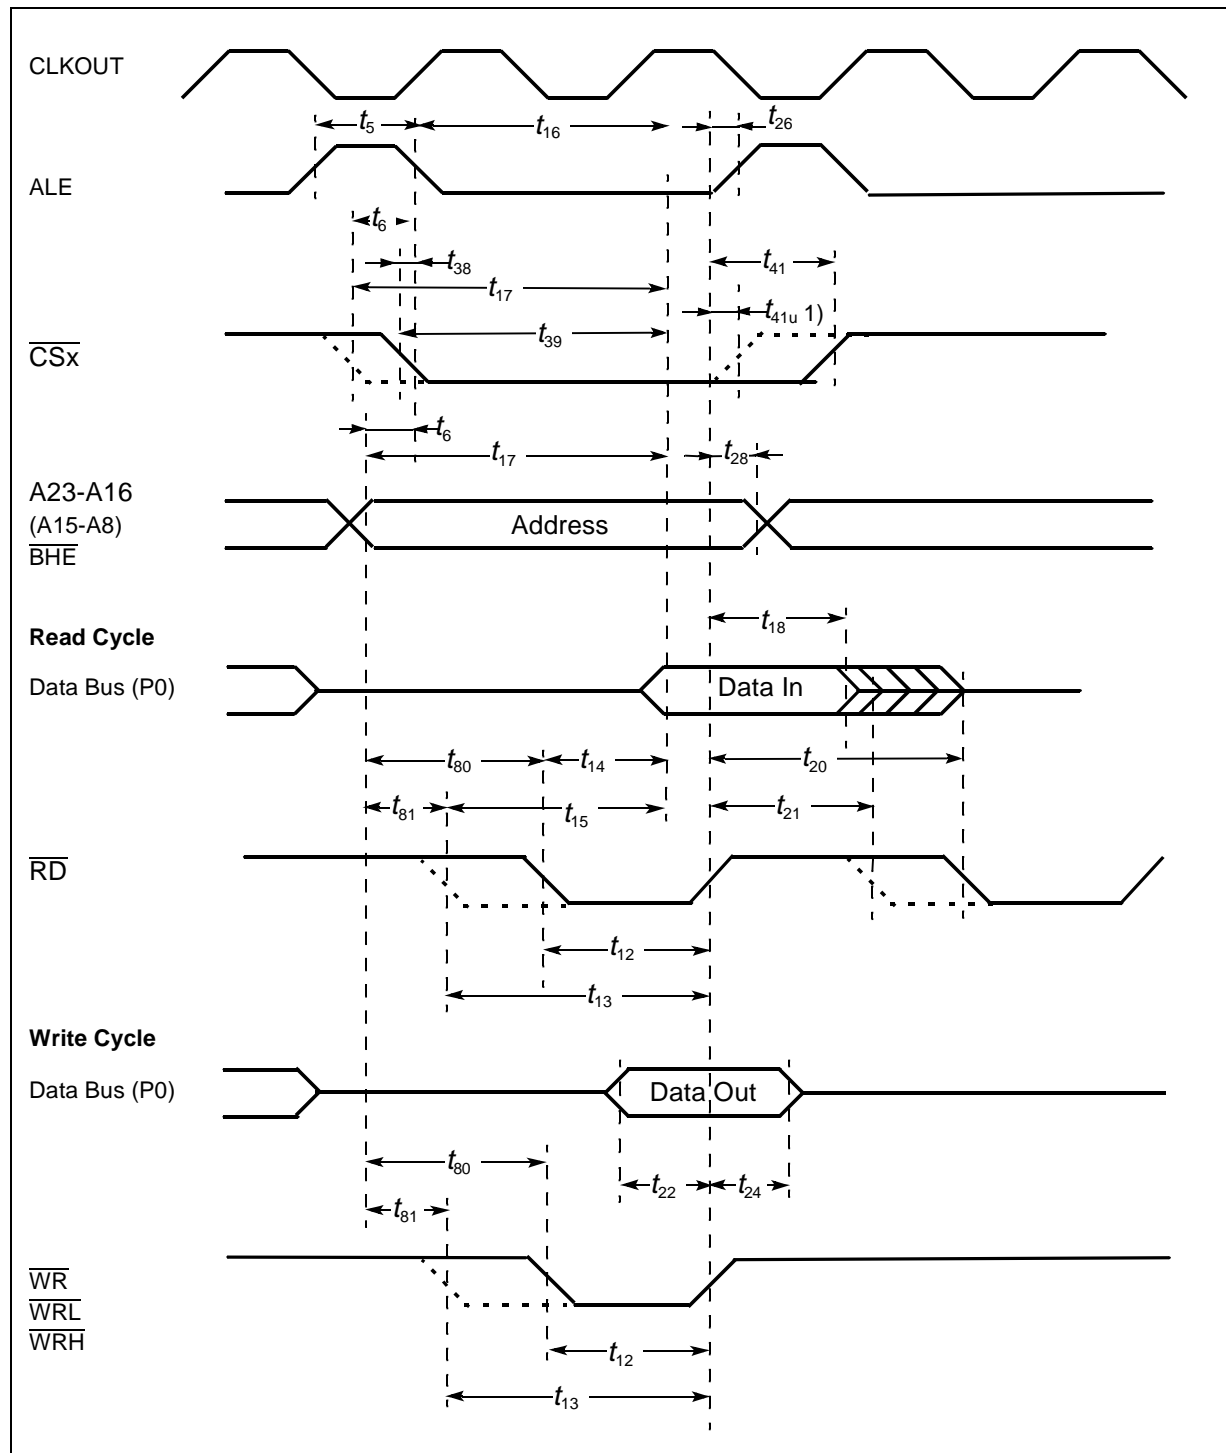 CLKOUT
t5
t16
t26
ALE
t6
t38
t41
t17
t41u 1)
t39
CSx
t6
t17
t28
A23-A16
(A15-A8)
Address
BHE
t18
Read Cycle
Data Bus (P0)
Data In
t80
t14
t20
t81
t15
t21
RD
t12
t13
Write Cycle
Data Bus (P0)
Data Out
t80
t22
t24
t81
WR
WRL
WRH
t12
t13